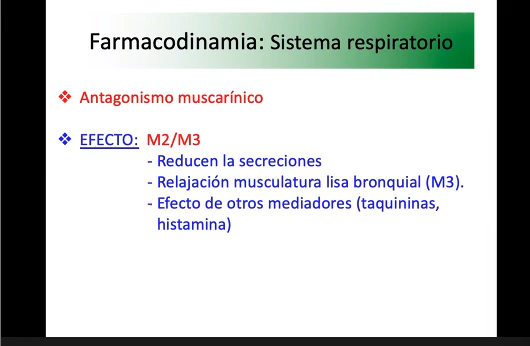 Farmacodinamia: Sistema respiratorio
❖ Antagonismo muscarínico
❖ EFECTO: M2/M3
- Reducen la secreciones
- Relajación musculatura lisa bronquial (M3).
- Efecto de otros mediadores (taquininas,
histamina)